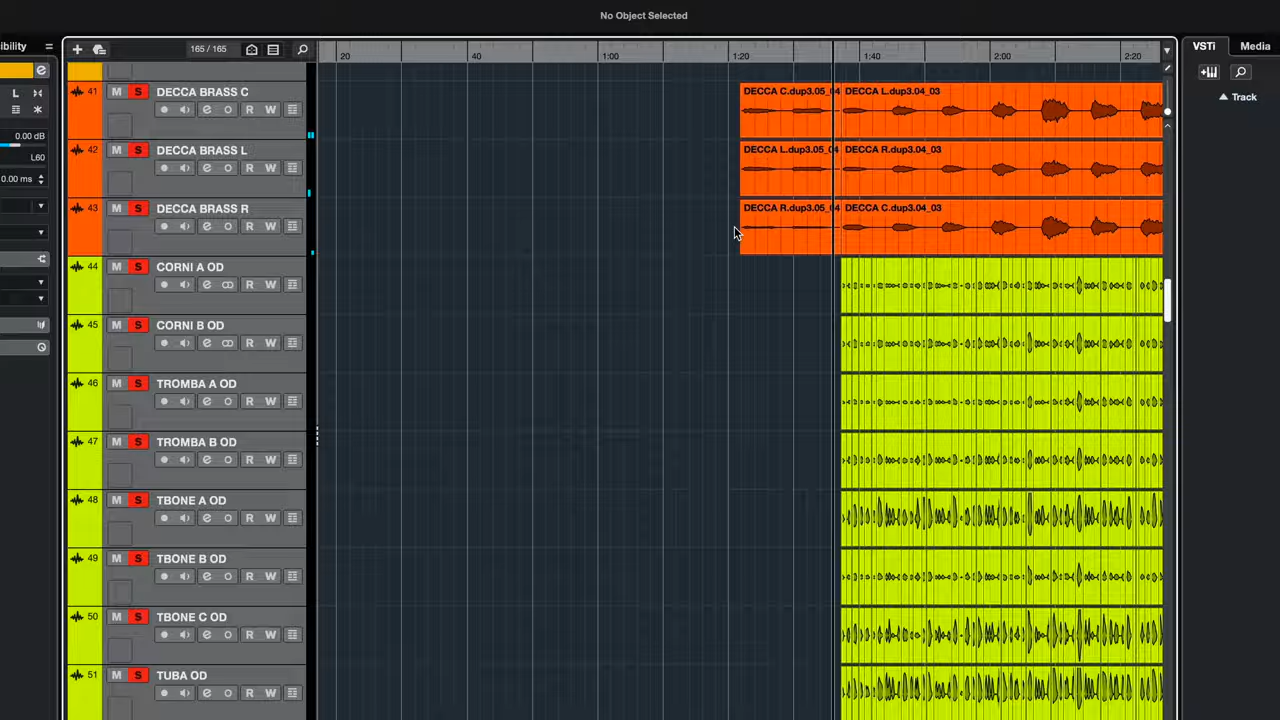 No Object Selected
ibility
165 / 165
20
40
1:00
1:20
1:40
2:00
2:20
VSTi
Media
Track
L
0.00 dB
L60
0.00 ms
41 M S DECCA BRASS C
R W
DECCA C.dup3.05_04 DECCA L.dup3.04_03
42 M S DECCA BRASS L
R W
DECCA L.dup3.05_04 DECCA R.dup3.04_03
43 M S DECCA BRASS R
R W
DECCA R.dup3.05_04 DECCA C.dup3.04_03
44 M S CORNI A OD
e R W
45 M S CORNI B OD
e R W
46 M S TROMBA A OD
e R W
47 M S TROMBA B OD
e R W
48 M S TBONE A OD
e R W
49 M S TBONE B OD
e R W
50 M S TBONE C OD
e R W
51 M S TUBA OD
e R W